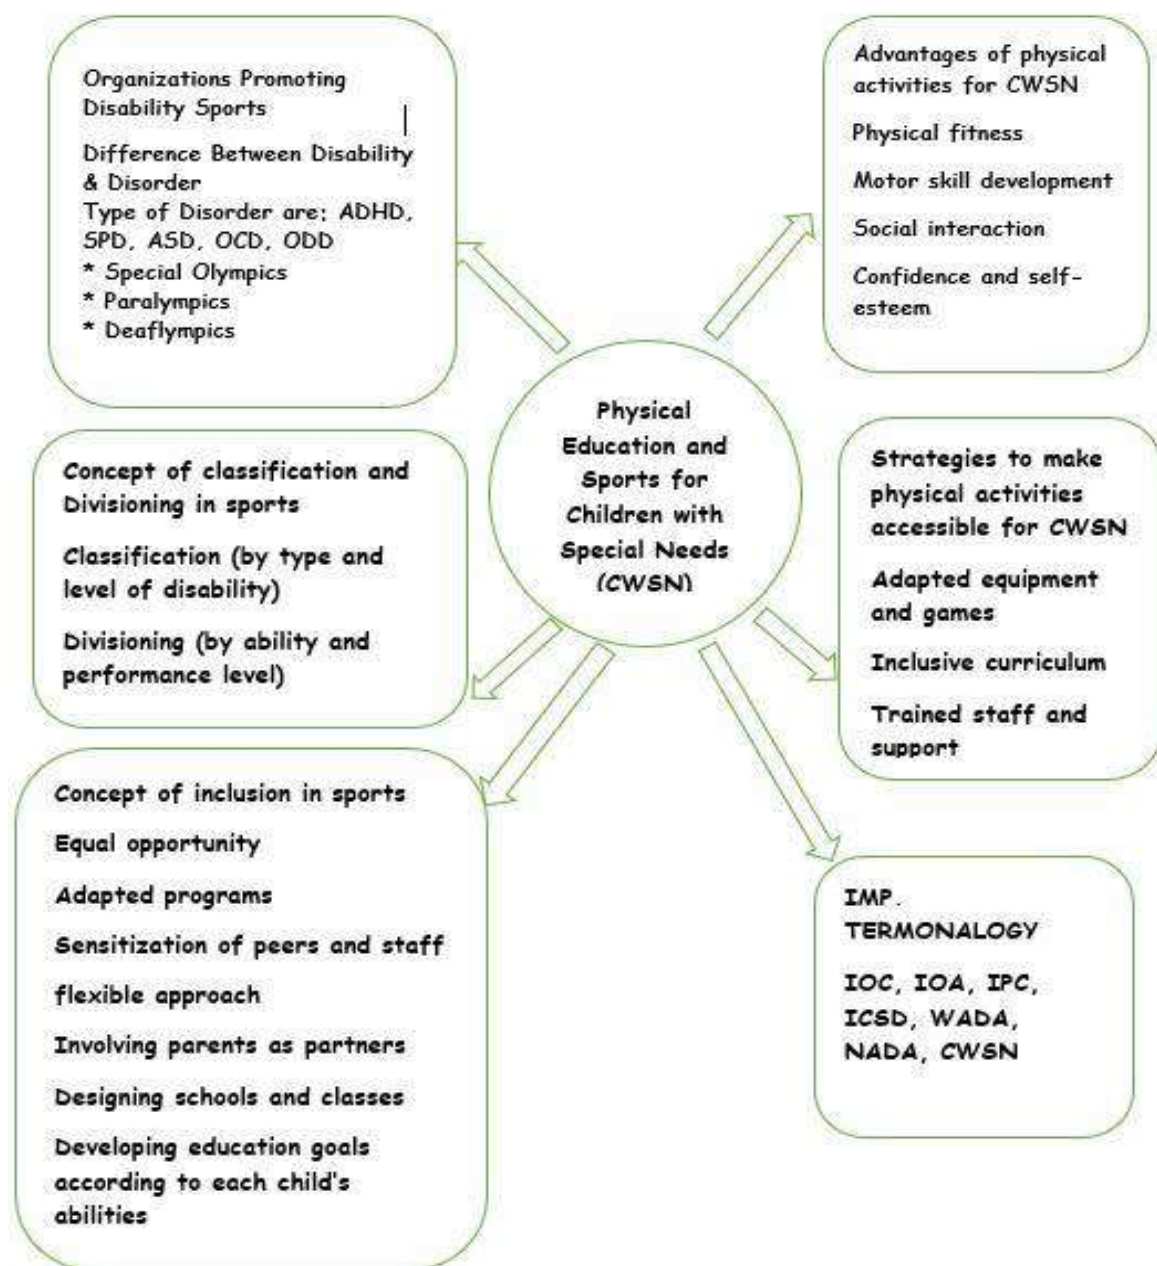 Organizations Promoting
Disability Sports
Difference Between Disability
& Disorder
Type of Disorder are: ADHD,
SPD, ASD, OCD, ODD
* Special Olympics
* Paralympics
* Deaflympics
Advantages of physical
activities for CWSN
Physical fitness
Motor skill development
Social interaction
Confidence and self-
esteem
Physical
Education and
Sports for
Children with
Special Needs
(CWSN)
Concept of classification and
Divisioning in sports
Classification (by type and
level of disability)
Divisioning (by ability and
performance level)
Strategies to make
physical activities
accessible for CWSN
Adapted equipment
and games
Inclusive curriculum
Trained staff and
support
Concept of inclusion in sports
Equal opportunity
Adapted programs
Sensitization of peers and staff
flexible approach
Involving parents as partners
Designing schools and classes
Developing education goals
according to each child's
abilities
IMP.
TERMONALOGY
IOC, IOA, IPC,
ICSD, WADA,
NADA, CWSN